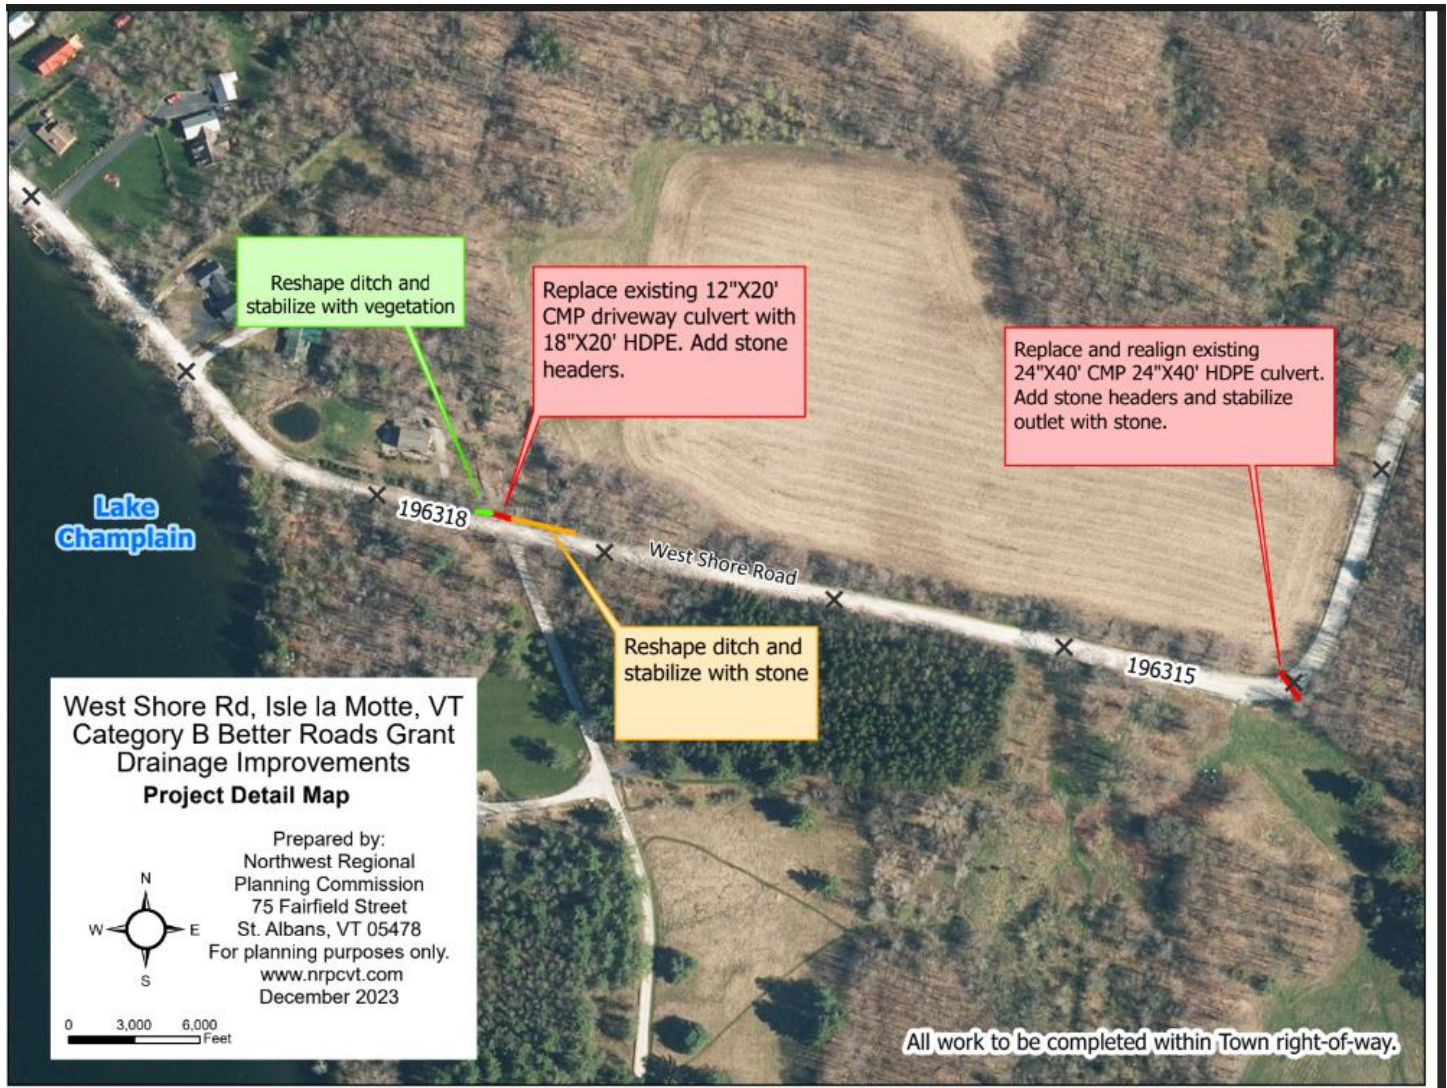 Reshape ditch and
stabilize with vegetation
Replace existing 12"X20'
CMP driveway culvert with
18"X20' HDPE. Add stone
headers.
Replace and realign existing
24"X40' CMP 24"X40' HDPE culvert.
Add stone headers and stabilize
outlet with stone.
Lake
Champlain
196318
West Shore Road
196315
Reshape ditch and
stabilize with stone
West Shore Rd, Isle la Motte, VT
Category B Better Roads Grant
Drainage Improvements
Project Detail Map
Prepared by:
Northwest Regional
Planning Commission
75 Fairfield Street
St. Albans, VT 05478
For planning purposes only.
www.nrpcvt.com
December 2023
N
W E
S
0 3,000 6,000
Feet
All work to be completed within Town right-of-way.